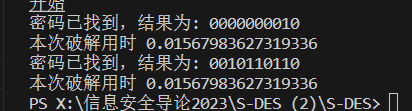 开始
密码已找到，结果为：0000000010
本次破解用时 0.01567983627319336
密码已找到，结果为：0010110110
本次破解用时 0.01567983627319336
PS X:\信息安全导论2023\S-DES (2)\S-DES>